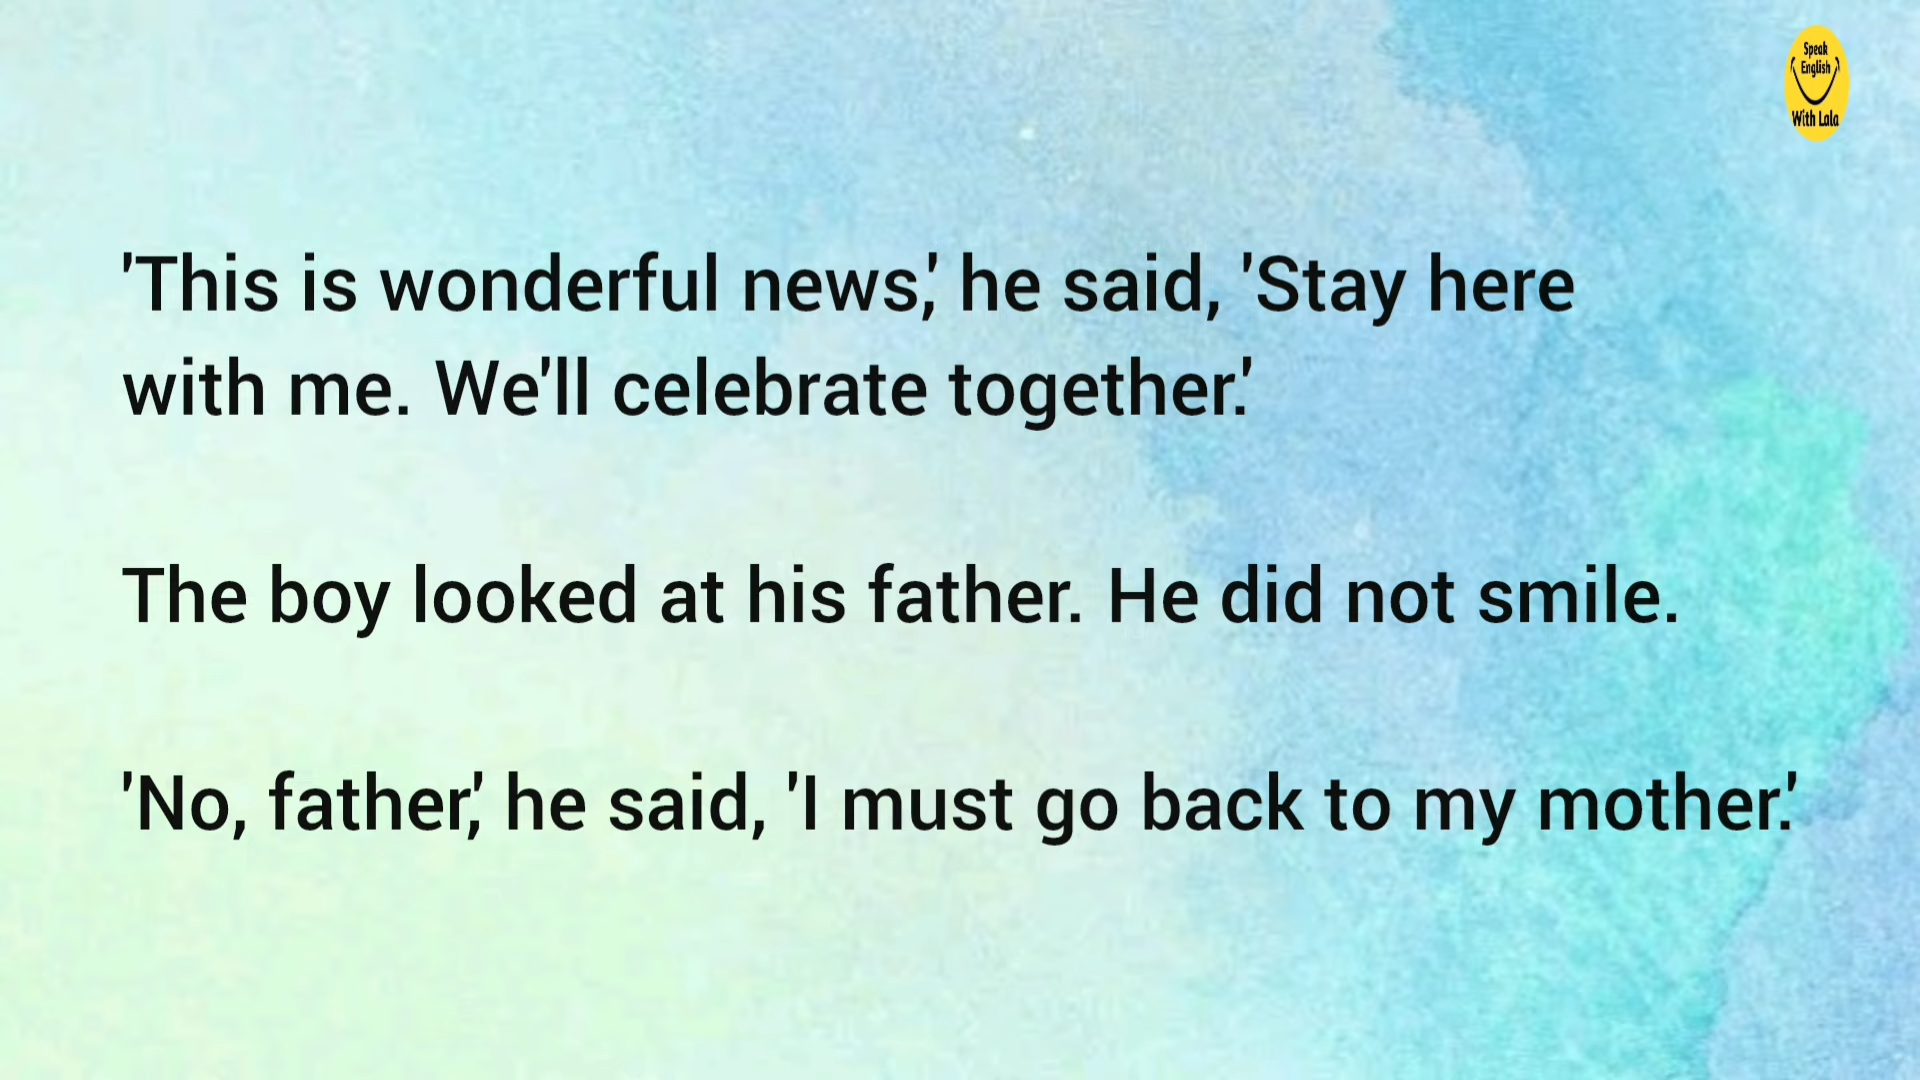 Speak
English
With Lala
'This is wonderful news,' he said, 'Stay here
with me. We'll celebrate together.'
The boy looked at his father. He did not smile.
'No, father,' he said, 'I must go back to my mother.'